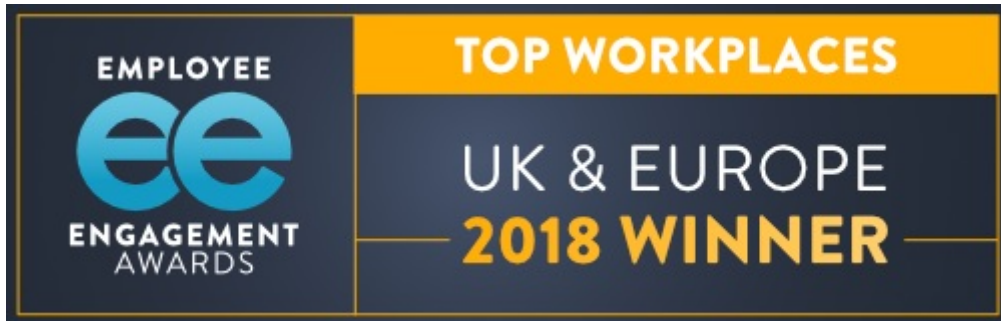 EMPLOYEE
ee
ENGAGEMENT
AWARDS
TOP WORKPLACES
UK & EUROPE
2018 WINNER